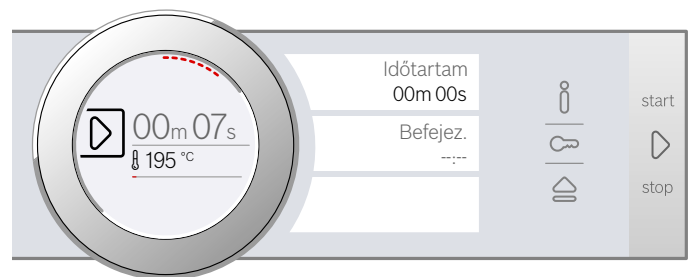 00m 07s
195 °C
Időtartam
00m 00s
Befejez.
--:--
start
stop